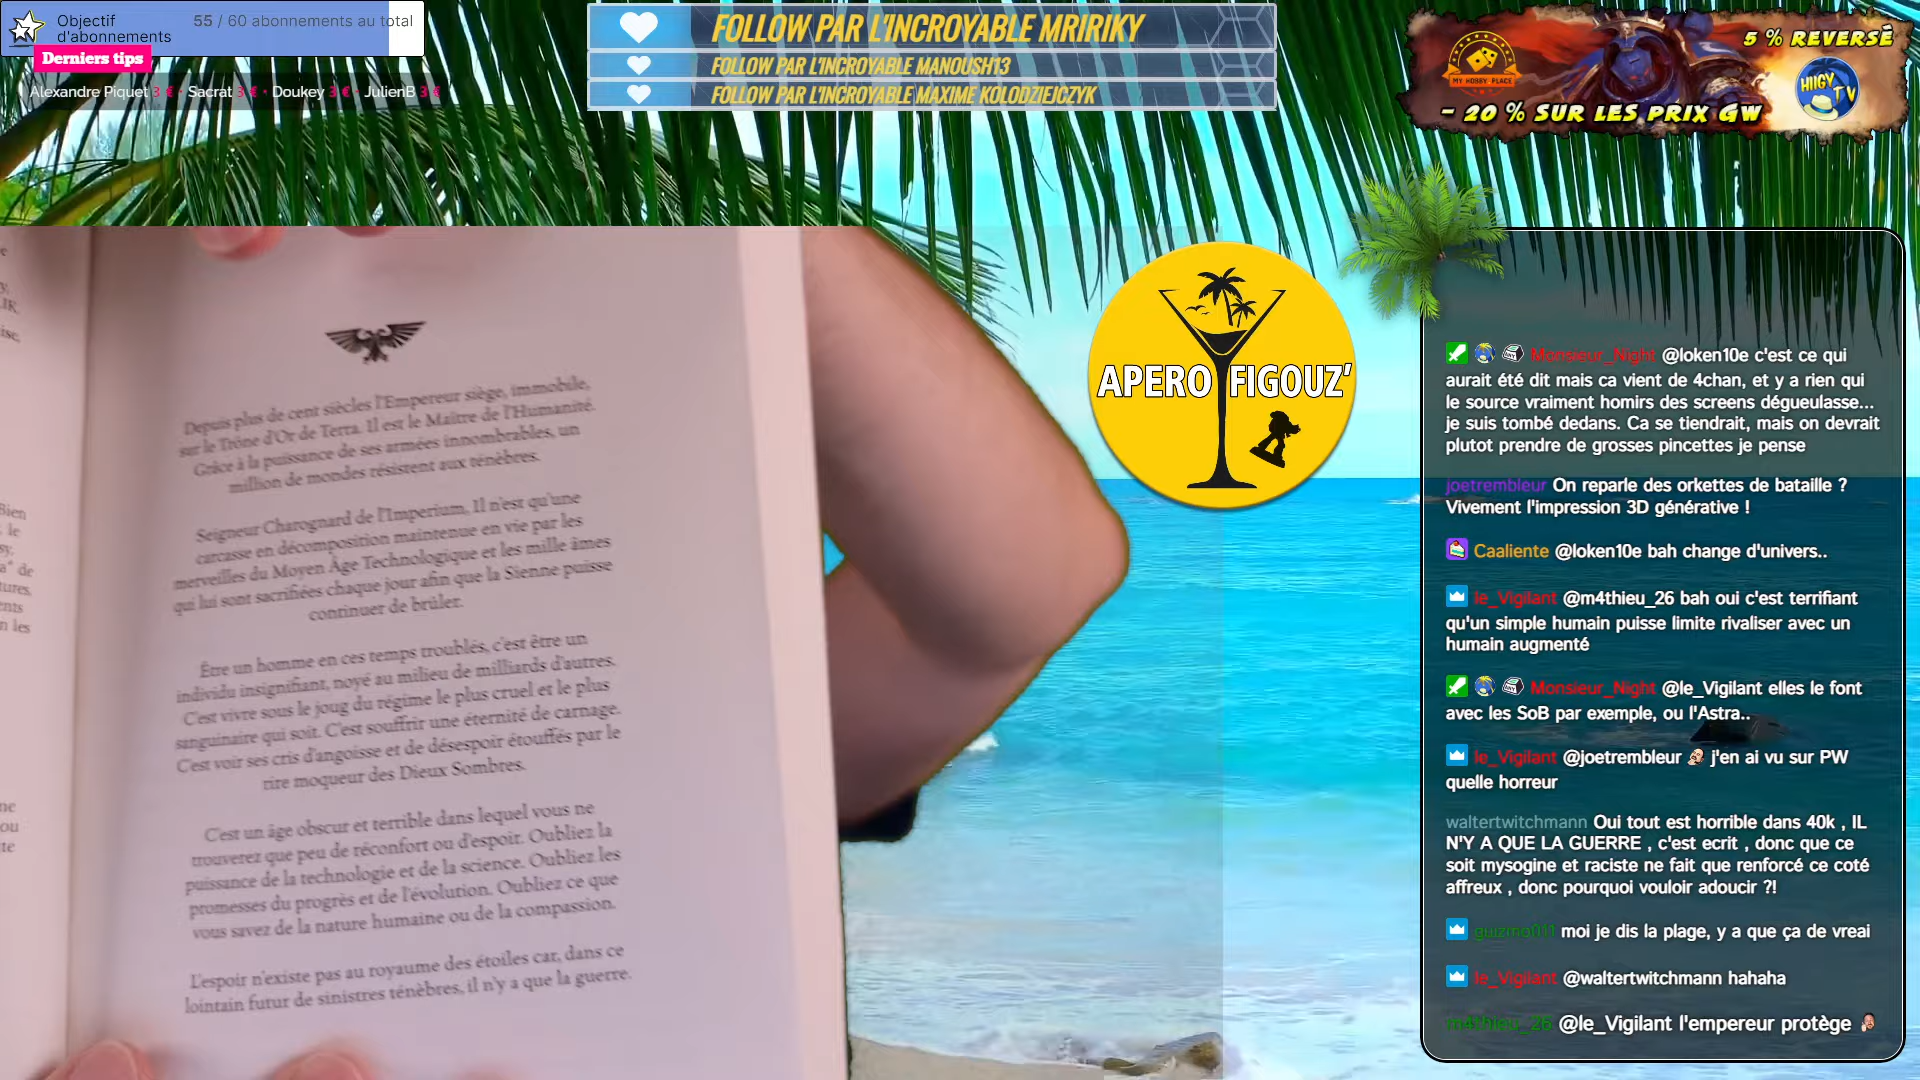 Objectif d'abonnements
55 / 60 abonnements au total
Derniers tips
Alexandre Piquet 3 € · Sacrat 3 € · Doukey 3 € · JulienB 3 €
FOLLOW PAR L'INCROYABLE MRIRIKY
FOLLOW PAR L'INCROYABLE MANOUSH13
FOLLOW PAR L'INCROYABLE MAXIME KOLODZIEJCZYK
5 % REVERSÉ
MY HOBBY PLACE
HIIGY TV
- 20 % SUR LES PRIX GW
Depuis plus de cent siècles l'Empereur siège, immobile,
sur le Trône d'Or de Terra. Il est le Maître de l'Humanité.
Grâce à la puissance de ses armées innombrables, un
million de mondes résistent aux ténèbres.
Seigneur Charognard de l'Imperium, Il n'est qu'une
carcasse en décomposition maintenue en vie par les
merveilles du Moyen Âge Technologique et les mille âmes
qui lui sont sacrifiées chaque jour afin que la Sienne puisse
continuer de brûler.
Être un homme en ces temps troublés, c'est être un
individu insignifiant, noyé au milieu de milliards d'autres.
C'est vivre sous le joug du régime le plus cruel et le plus
sanguinaire qui soit. C'est souffrir une éternité de carnage.
C'est voir ses cris d'angoisse et de désespoir étouffés par le
rire moqueur des Dieux Sombres.
C'est un âge obscur et terrible dans lequel vous ne
trouverez que peu de réconfort ou d'espoir. Oubliez la
puissance de la technologie et de la science. Oubliez les
promesses du progrès et de l'évolution. Oubliez ce que
vous savez de la nature humaine ou de la compassion.
L'espoir n'existe pas au royaume des étoiles car, dans ce
lointain futur de sinistres ténèbres, il n'y a que la guerre.
APERO FIGOUZ'
Monsieur_Night @loken10e c'est ce qui
aurait été dit mais ca vient de 4chan, et y a rien qui
le source vraiment homirs des screens dégueulasse...
je suis tombé dedans. Ca se tiendrait, mais on devrait
plutot prendre de grosses pincettes je pense
joetrembleur On reparle des orkettes de bataille ?
Vivement l'impression 3D générative !
Caaliente @loken10e bah change d'univers..
le_Vigilant @m4thieu_26 bah oui c'est terrifiant
qu'un simple humain puisse limite rivaliser avec un
humain augmenté
Monsieur_Night @le_Vigilant elles le font
avec les SoB par exemple, ou l'Astra..
le_Vigilant @joetrembleur j'en ai vu sur PW
quelle horreur
waltertwitchmann Oui tout est horrible dans 40k , IL
N'Y A QUE LA GUERRE , c'est ecrit , donc que ce
soit mysogine et raciste ne fait que renforcé ce coté
affreux , donc pourquoi vouloir adoucir ?!
guizmo011 moi je dis la plage, y a que ça de vreai
le_Vigilant @waltertwitchmann hahaha
m4thieu_26 @le_Vigilant l'empereur protège